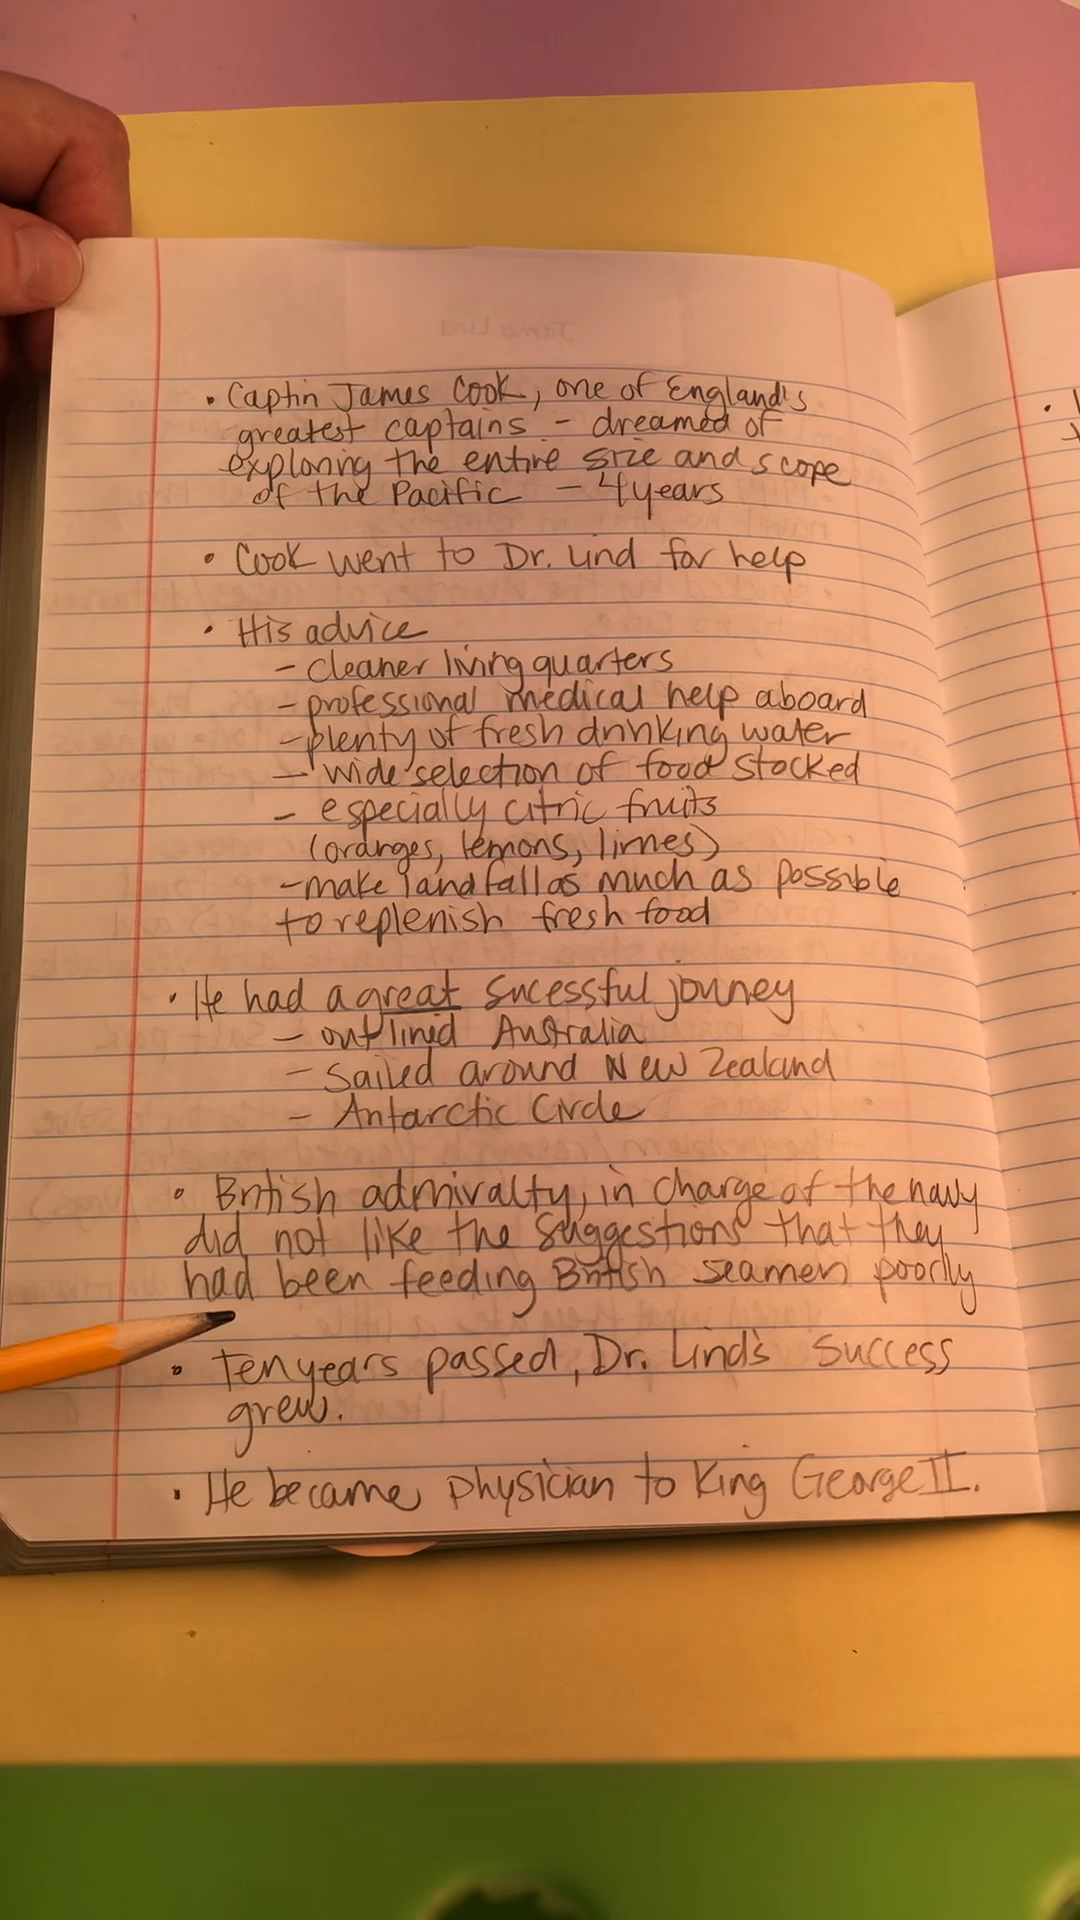 • Captin James Cook, one of England's
greatest captains - dreamed of
exploring the entire size and scope
of the Pacific - 4 years
• Cook went to Dr. Lind for help
• His advice
- cleaner living quarters
- professional medical help aboard
- plenty of fresh drinking water
- wide selection of food stocked
- especially citric fruits
(oranges, lemons, limes)
- make landfall as much as possible
to replenish fresh food
• He had a great sucessful jouney
- outlined Australia
- Sailed around New Zealand
- Antarctic Circle
• British admiralty, in charge of the navy
did not like the suggestions that they
had been feeding British seamen poorly
• Ten years passed, Dr. Lind's success
grew.
• He became physician to King George II.